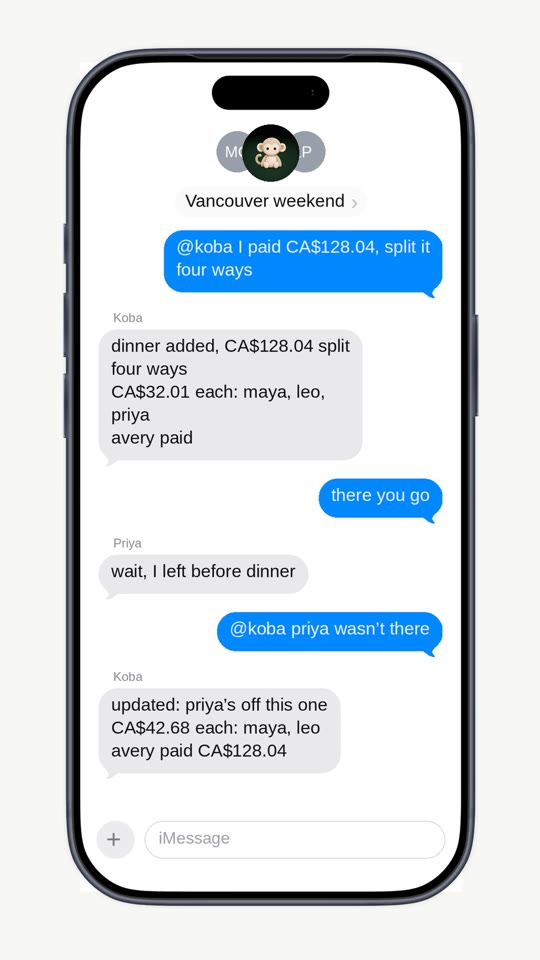 MC
LP
Vancouver weekend ›
@koba I paid CA$128.04, split it
four ways
Koba
dinner added, CA$128.04 split
four ways
CA$32.01 each: maya, leo,
priya
avery paid
there you go
Priya
wait, I left before dinner
@koba priya wasn’t there
Koba
updated: priya’s off this one
CA$42.68 each: maya, leo
avery paid CA$128.04
+
iMessage